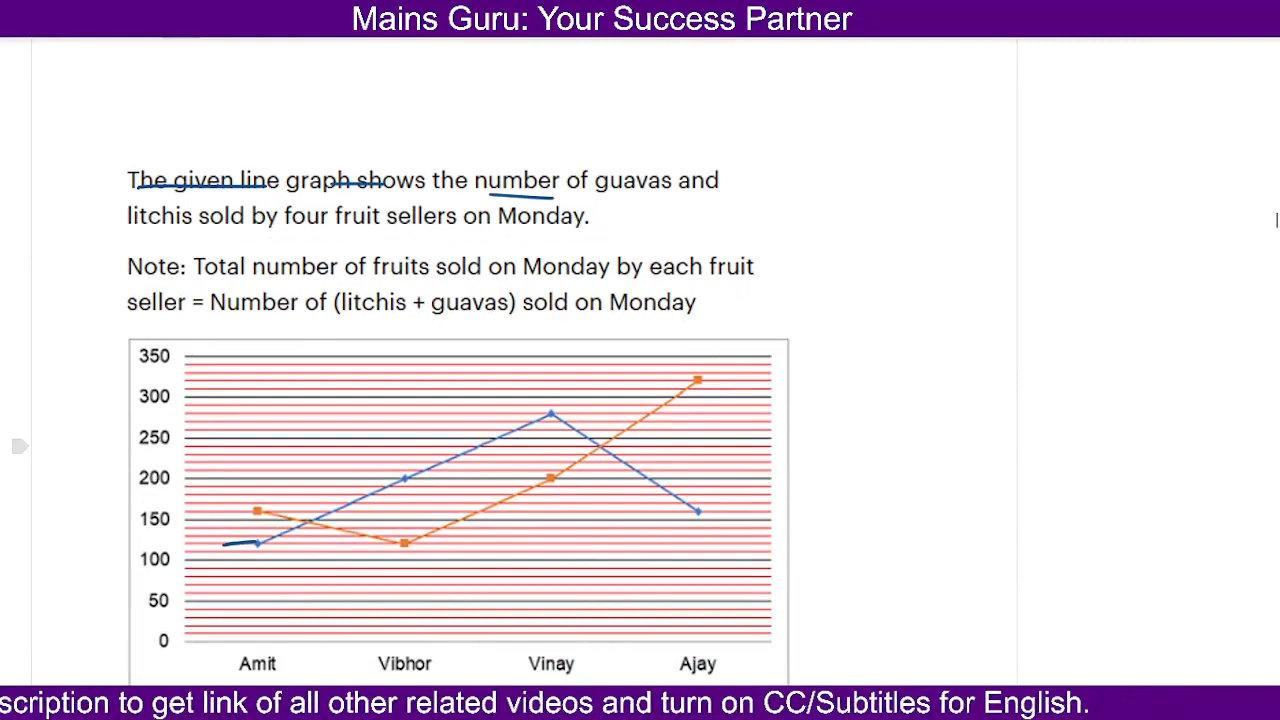 Mains Guru: Your Success Partner
The given line graph shows the number of guavas and
litchis sold by four fruit sellers on Monday.
Note: Total number of fruits sold on Monday by each fruit
seller = Number of (litchis + guavas) sold on Monday
350
300
250
200
150
100
50
0
Amit Vibhor Vinay Ajay
scription to get link of all other related videos and turn on CC/Subtitles for English.